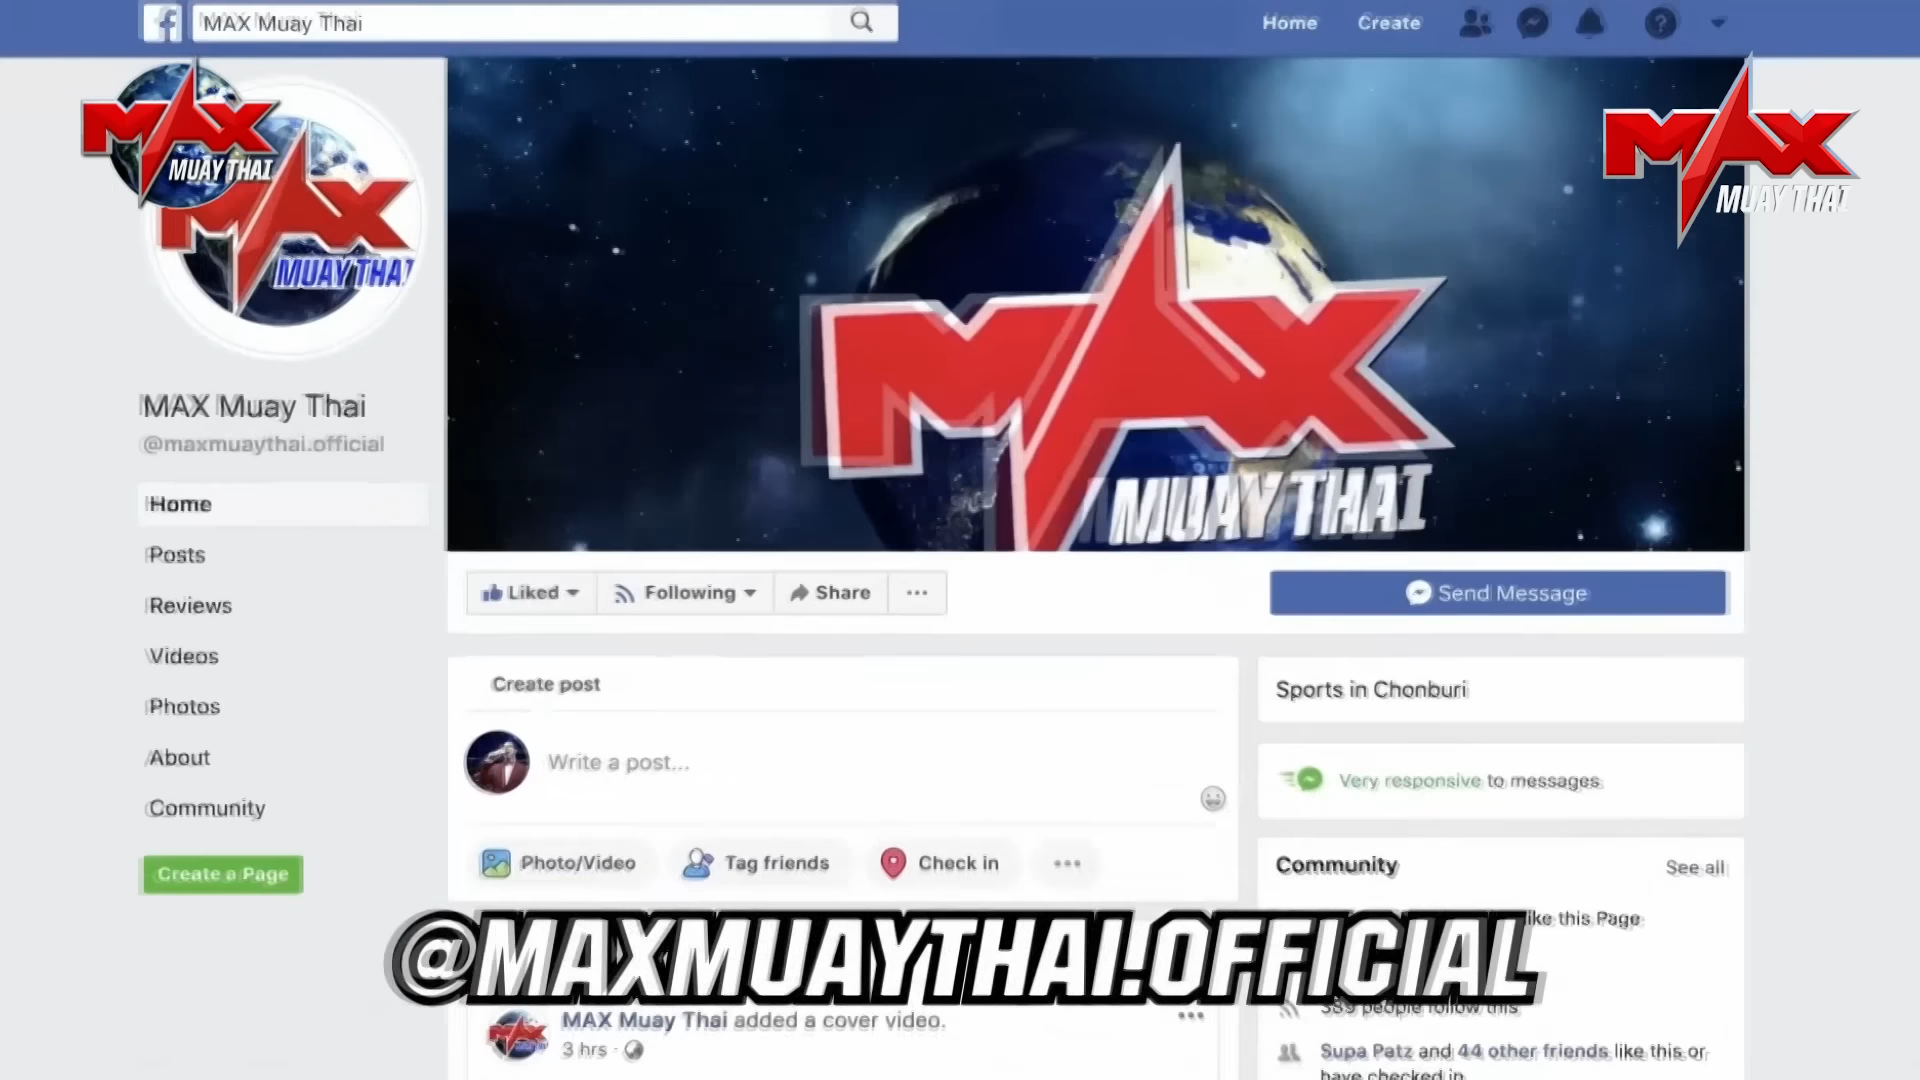 MAX Muay Thai
Home
Create
MAX
MUAY THAI
MAX
MUAY THAI
MAX
MUAY THAI
MAX
MUAY THAI
MAX Muay Thai
@maxmuaythai.official
Home
Posts
Reviews
Videos
Photos
About
Community
Create a Page
Liked
Following
Share
Send Message
Create post
Write a post...
Photo/Video
Tag friends
Check in
Sports in Chonburi
Very responsive to messages
Community
See all
like this Page
@MAXMUAYTHAI.OFFICIAL
589 people follow this
MAX Muay Thai added a cover video.
3 hrs
Supa Patz and 44 other friends like this or
have checked in